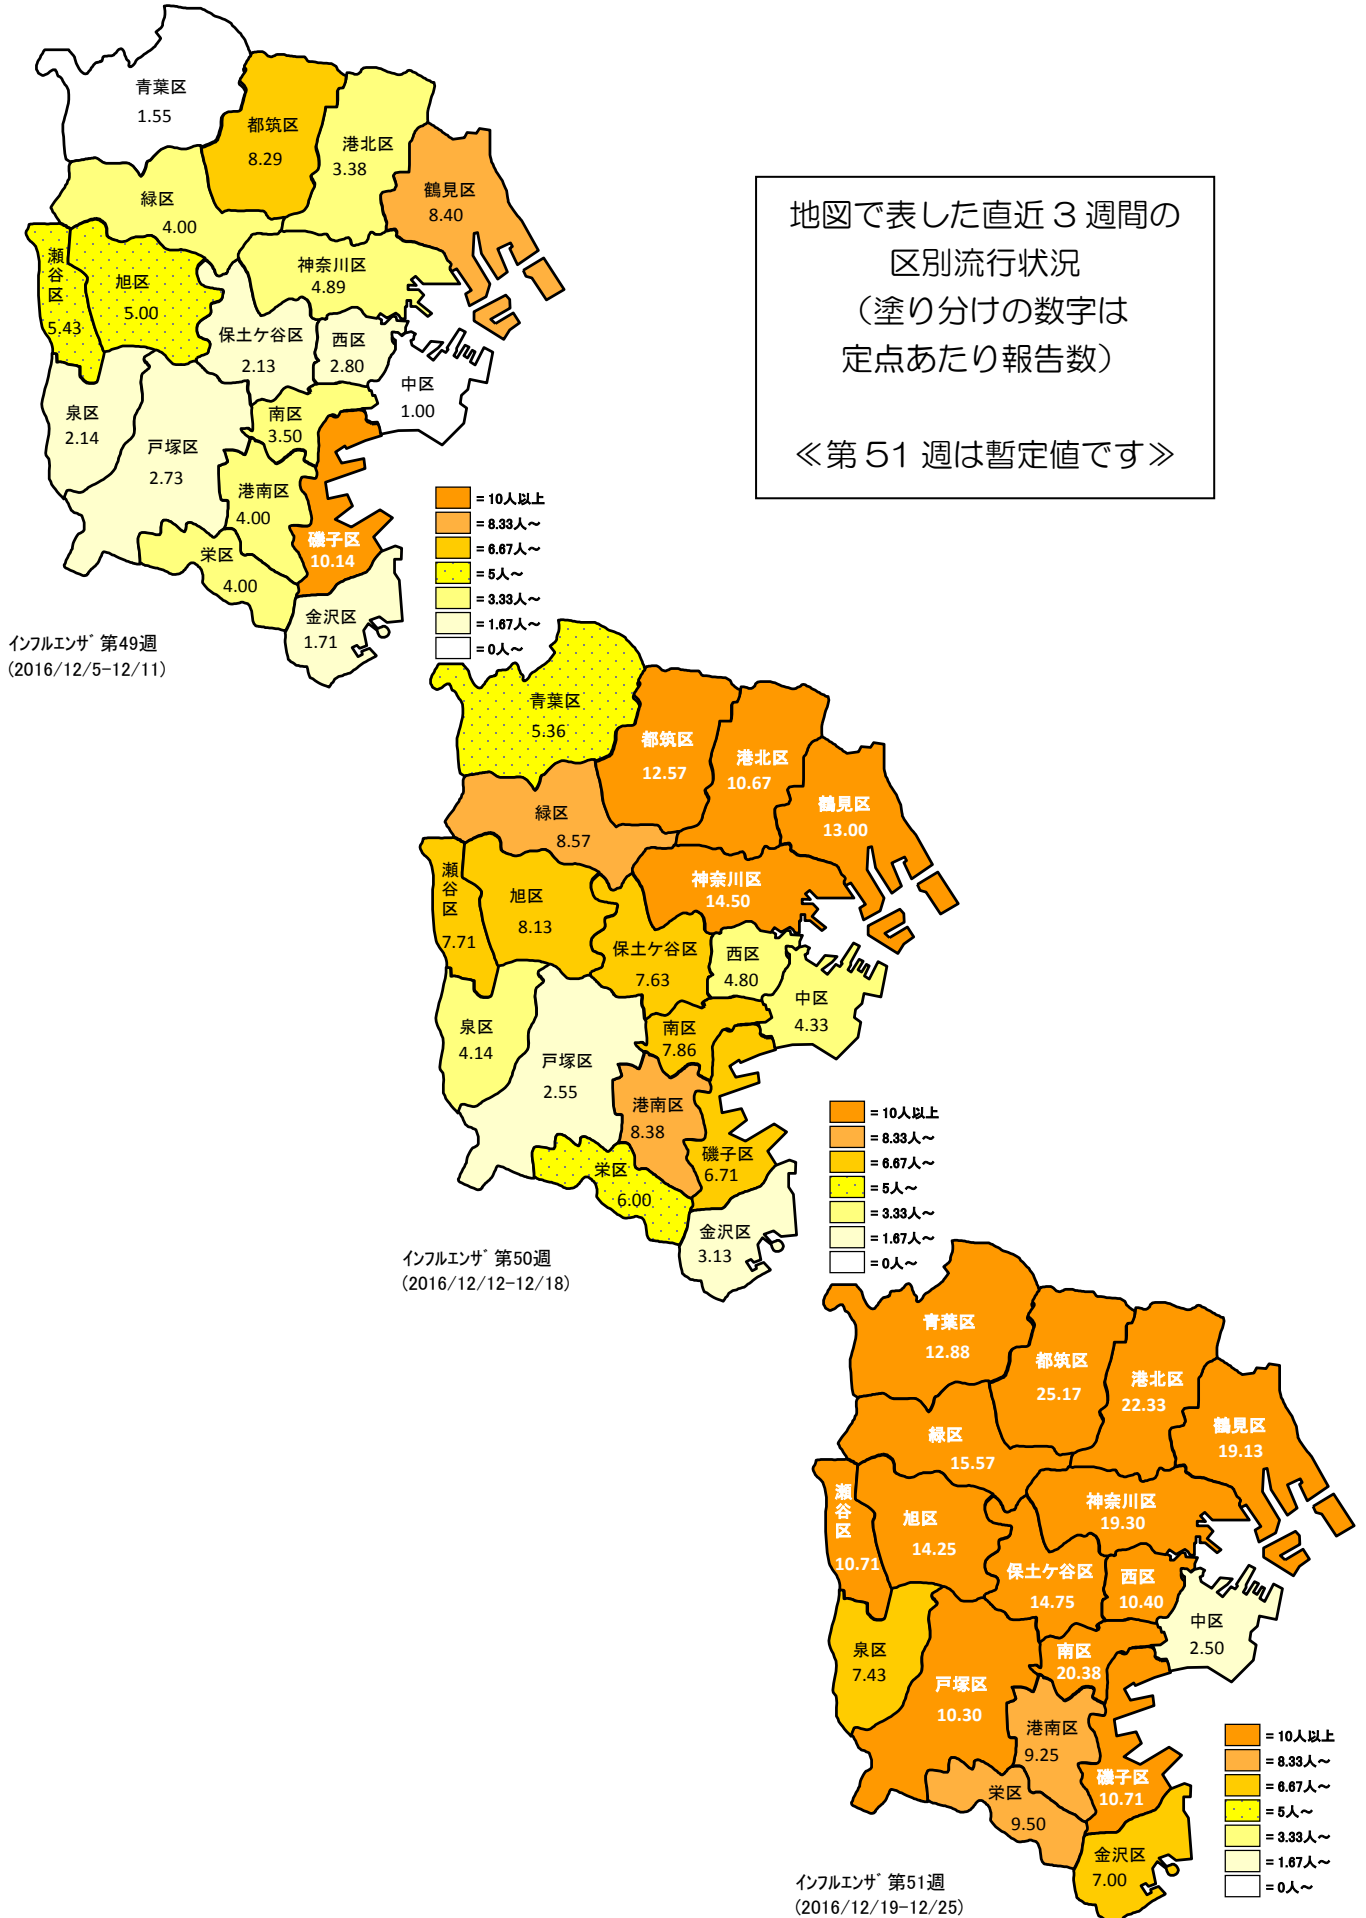 青葉区
1.55
都筑区
8.29
港北区
3.38
鶴見区
8.40
緑区
4.00
瀬谷区
5.43
旭区
5.00
神奈川区
4.89
保土ケ谷区
2.13
西区
2.80
中区
1.00
泉区
2.14
戸塚区
2.73
南区
3.50
港南区
4.00
磯子区
10.14
栄区
4.00
金沢区
1.71
インフルエンザ 第49週
(2016/12/5-12/11)
= 10人以上
= 8.33人～
= 6.67人～
= 5人～
= 3.33人～
= 1.67人～
= 0人～
地図で表した直近３週間の
区別流行状況
（塗り分けの数字は
定点あたり報告数）
≪第 51 週は暫定値です≫
青葉区
5.36
都筑区
12.57
港北区
10.67
鶴見区
13.00
緑区
8.57
瀬谷区
7.71
旭区
8.13
神奈川区
14.50
保土ケ谷区
7.63
西区
4.80
中区
4.33
泉区
4.14
戸塚区
2.55
南区
7.86
港南区
8.38
磯子区
6.71
栄区
6.00
金沢区
3.13
インフルエンザ 第50週
(2016/12/12-12/18)
= 10人以上
= 8.33人～
= 6.67人～
= 5人～
= 3.33人～
= 1.67人～
= 0人～
青葉区
12.88
都筑区
25.17
港北区
22.33
鶴見区
19.13
緑区
15.57
瀬谷区
10.71
旭区
14.25
神奈川区
19.30
保土ケ谷区
14.75
西区
10.40
中区
2.50
泉区
7.43
戸塚区
10.30
南区
20.38
港南区
9.25
磯子区
10.71
栄区
9.50
金沢区
7.00
インフルエンザ 第51週
(2016/12/19-12/25)
= 10人以上
= 8.33人～
= 6.67人～
= 5人～
= 3.33人～
= 1.67人～
= 0人～